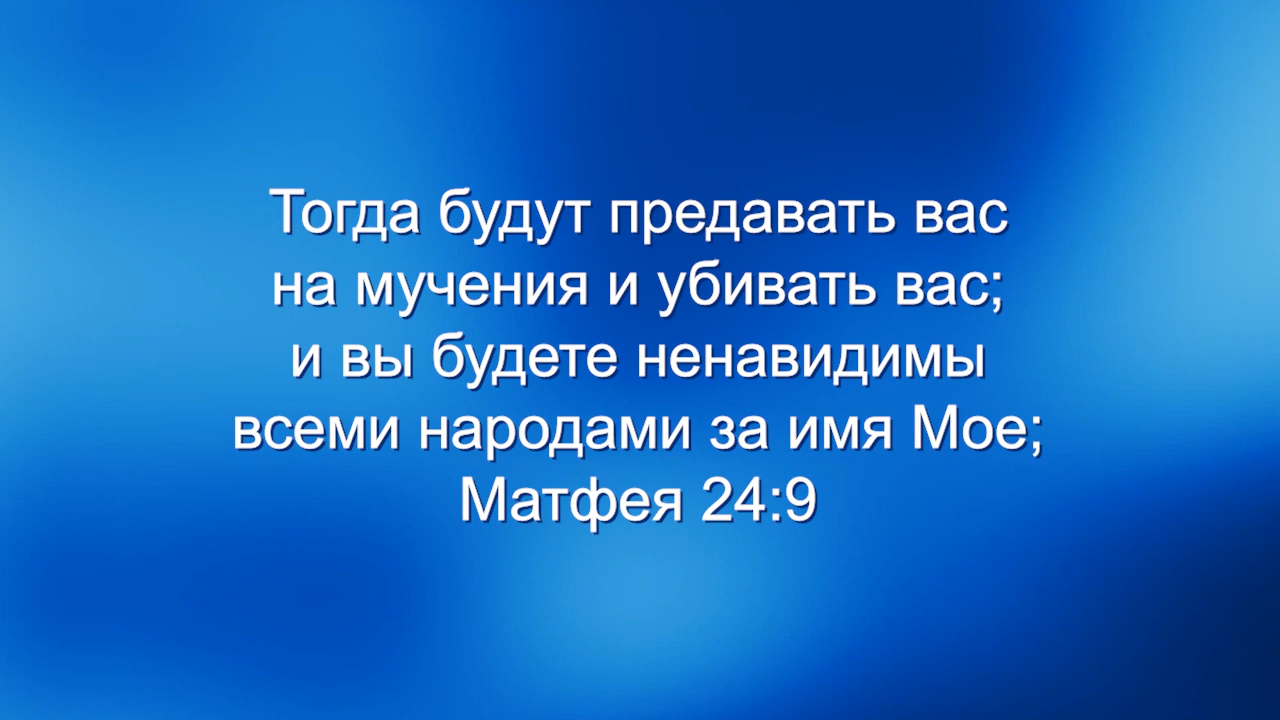 Тогда будут предавать вас
на мучения и убивать вас;
и вы будете ненавидимы
всеми народами за имя Мое;
Матфея 24:9